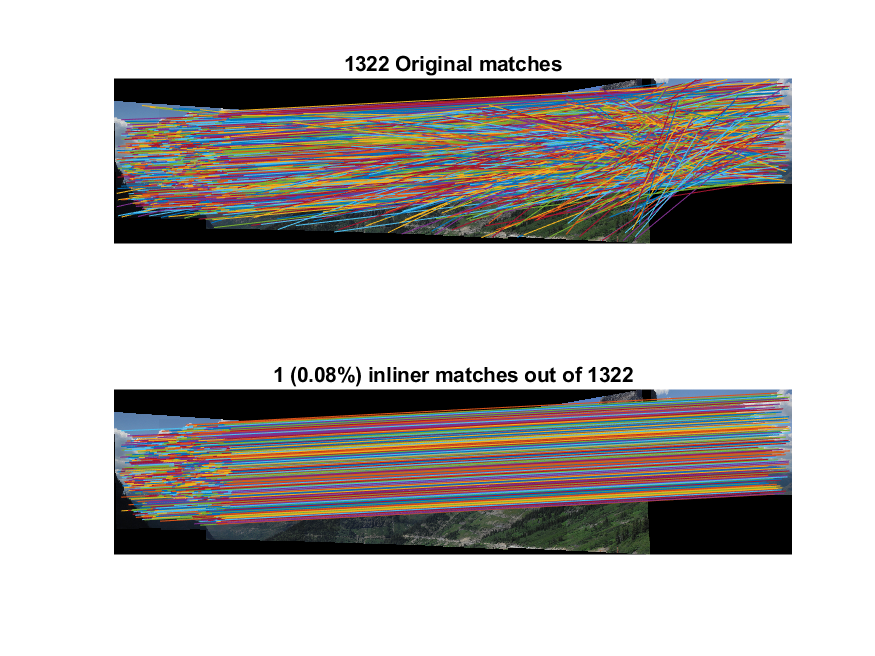 1322 Original matches
1 (0.08%) inliner matches out of 1322